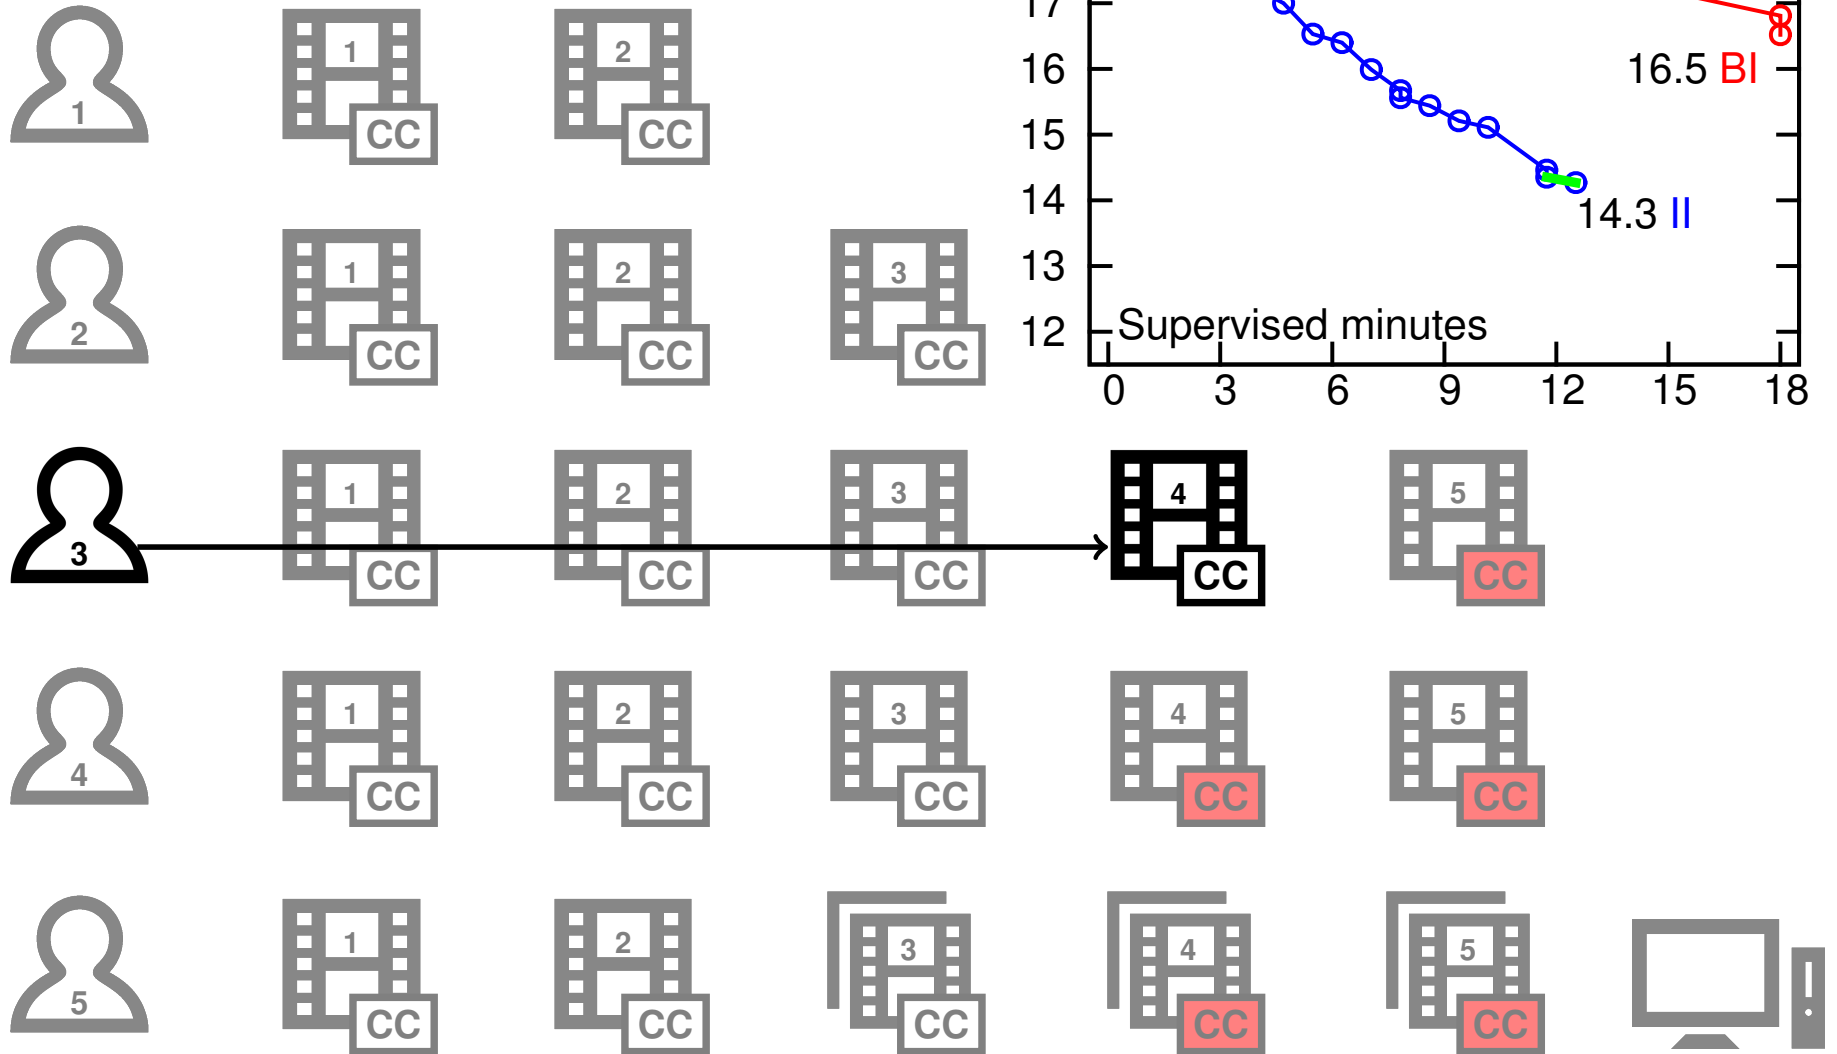 17
16.5 BI
16
15
14
14.3 II
13
12
Supervised minutes
0 3 6 9 12 15 18
1 1 CC 2 CC
2 1 CC 2 CC 3 CC
3 1 CC 2 CC 3 CC 4 CC 5 CC
4 1 CC 2 CC 3 CC 4 CC 5 CC
5 1 CC 2 CC 3 CC 4 CC 5 CC